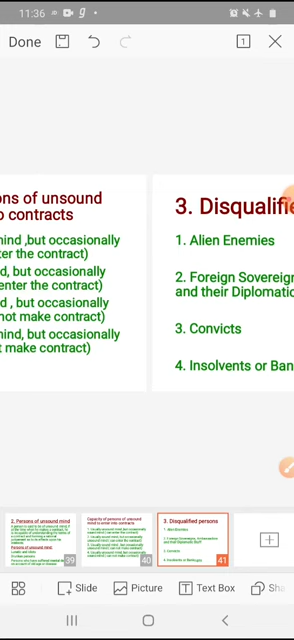 11:36
Done
1
ons of unsound
o contracts
mind ,but occasionally
ter the contract)
d, but occasionally
enter the contract)
d , but occasionally
not make contract)
mind, but occasionally
t make contract)
3. Disqualifie
1. Alien Enemies
2. Foreign Sovereign
and their Diplomatic
3. Convicts
4. Insolvents or Ban
2. Persons of unsound mind
39
Capacity of persons of unsound
mind to enter into contracts
40
3. Disqualified persons
1. Alien Enemies
3. Convicts
4. Insolvents or Bankrupts
41
Slide
Picture
Text Box
Sha